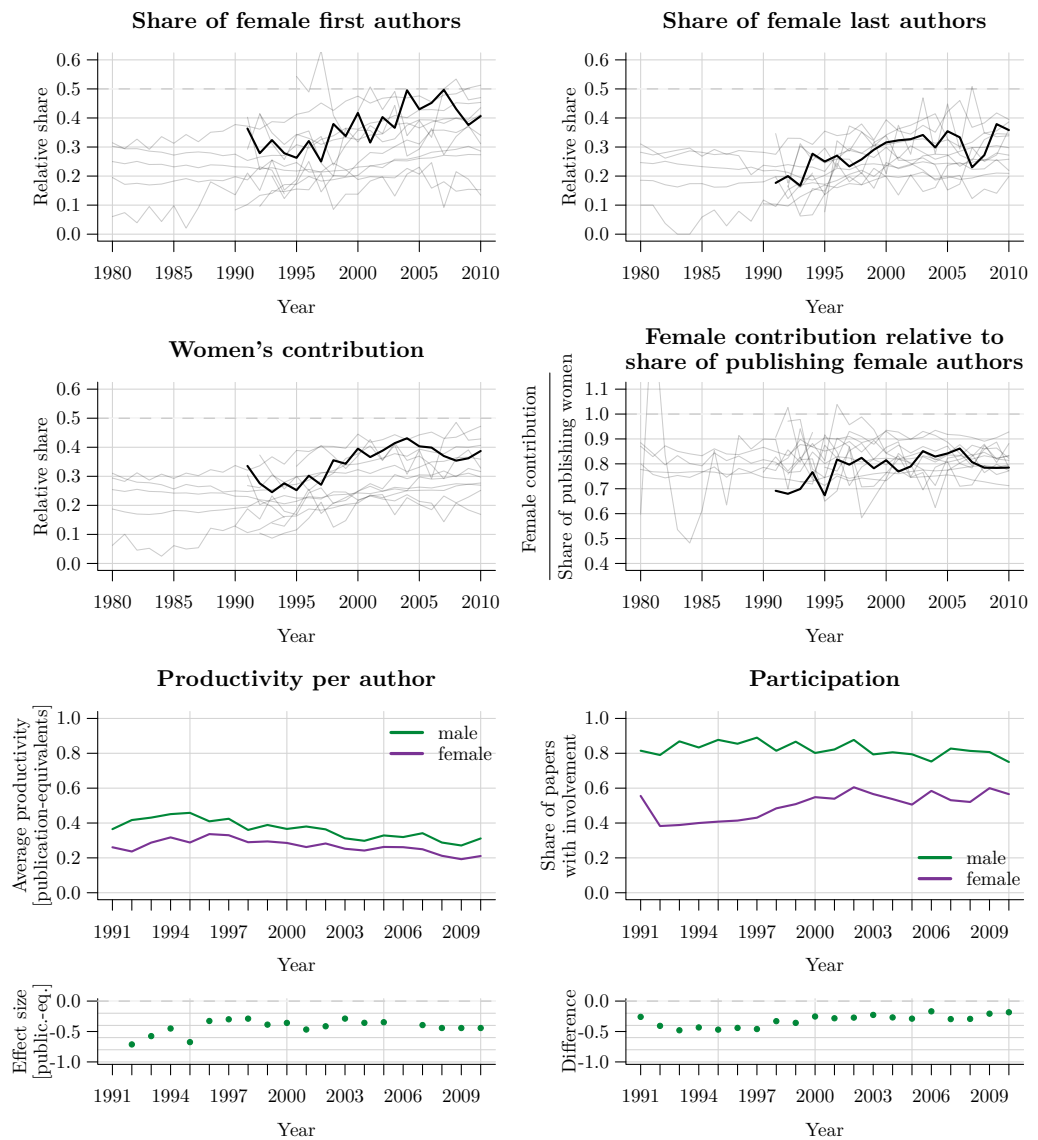 Share of female first authors
Relative share
0.6
0.5
0.4
0.3
0.2
0.1
0.0
1980 1985 1990 1995 2000 2005 2010
Year
Share of female last authors
Relative share
0.6
0.5
0.4
0.3
0.2
0.1
0.0
1980 1985 1990 1995 2000 2005 2010
Year
Women's contribution
Relative share
0.6
0.5
0.4
0.3
0.2
0.1
0.0
1980 1985 1990 1995 2000 2005 2010
Year
Female contribution relative to
share of publishing female authors
Female contribution
Share of publishing women
1.1
1.0
0.9
0.8
0.7
0.6
0.5
0.4
1980 1985 1990 1995 2000 2005 2010
Year
Productivity per author
Average productivity
[publication-equivalents]
1.0
0.8
0.6
0.4
0.2
0.0
male
female
1991 1994 1997 2000 2003 2006 2009
Year
Participation
Share of papers
with involvement
1.0
0.8
0.6
0.4
0.2
0.0
male
female
1991 1994 1997 2000 2003 2006 2009
Year
Effect size
[public.-eq.]
0.0
-0.5
-1.0
1991 1994 1997 2000 2003 2006 2009
Year
Difference
0.0
-0.5
-1.0
1991 1994 1997 2000 2003 2006 2009
Year